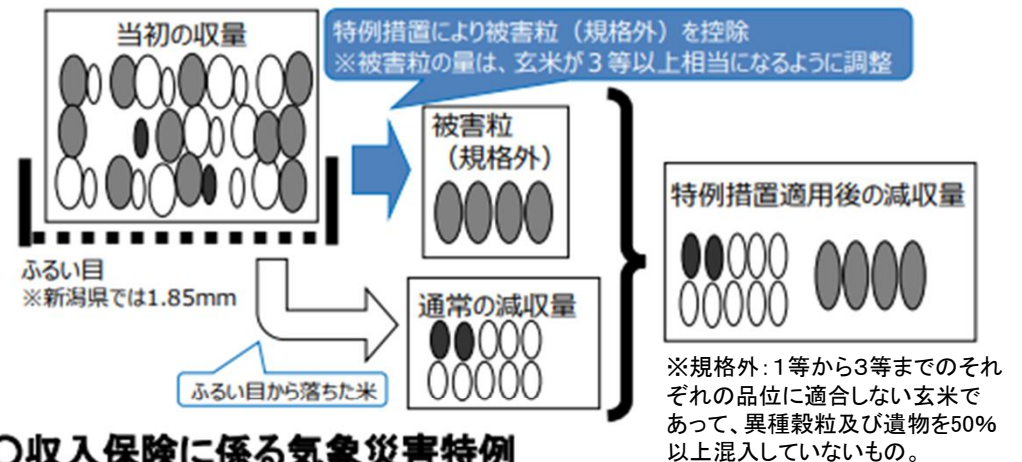 当初の収量
特例措置により被害粒（規格外）を控除
※被害粒の量は、玄米が３等以上相当になるように調整
被害粒
（規格外）
特例措置適用後の減収量
ふるい目
※新潟県では1.85mm
通常の減収量
ふるい目から落ちた米
※規格外：１等から３等までのそれ
ぞれの品位に適合しない玄米で
あって、異種穀粒及び遺物を50%
以上混入していないもの。
〇収入保険に係る気象災害特例